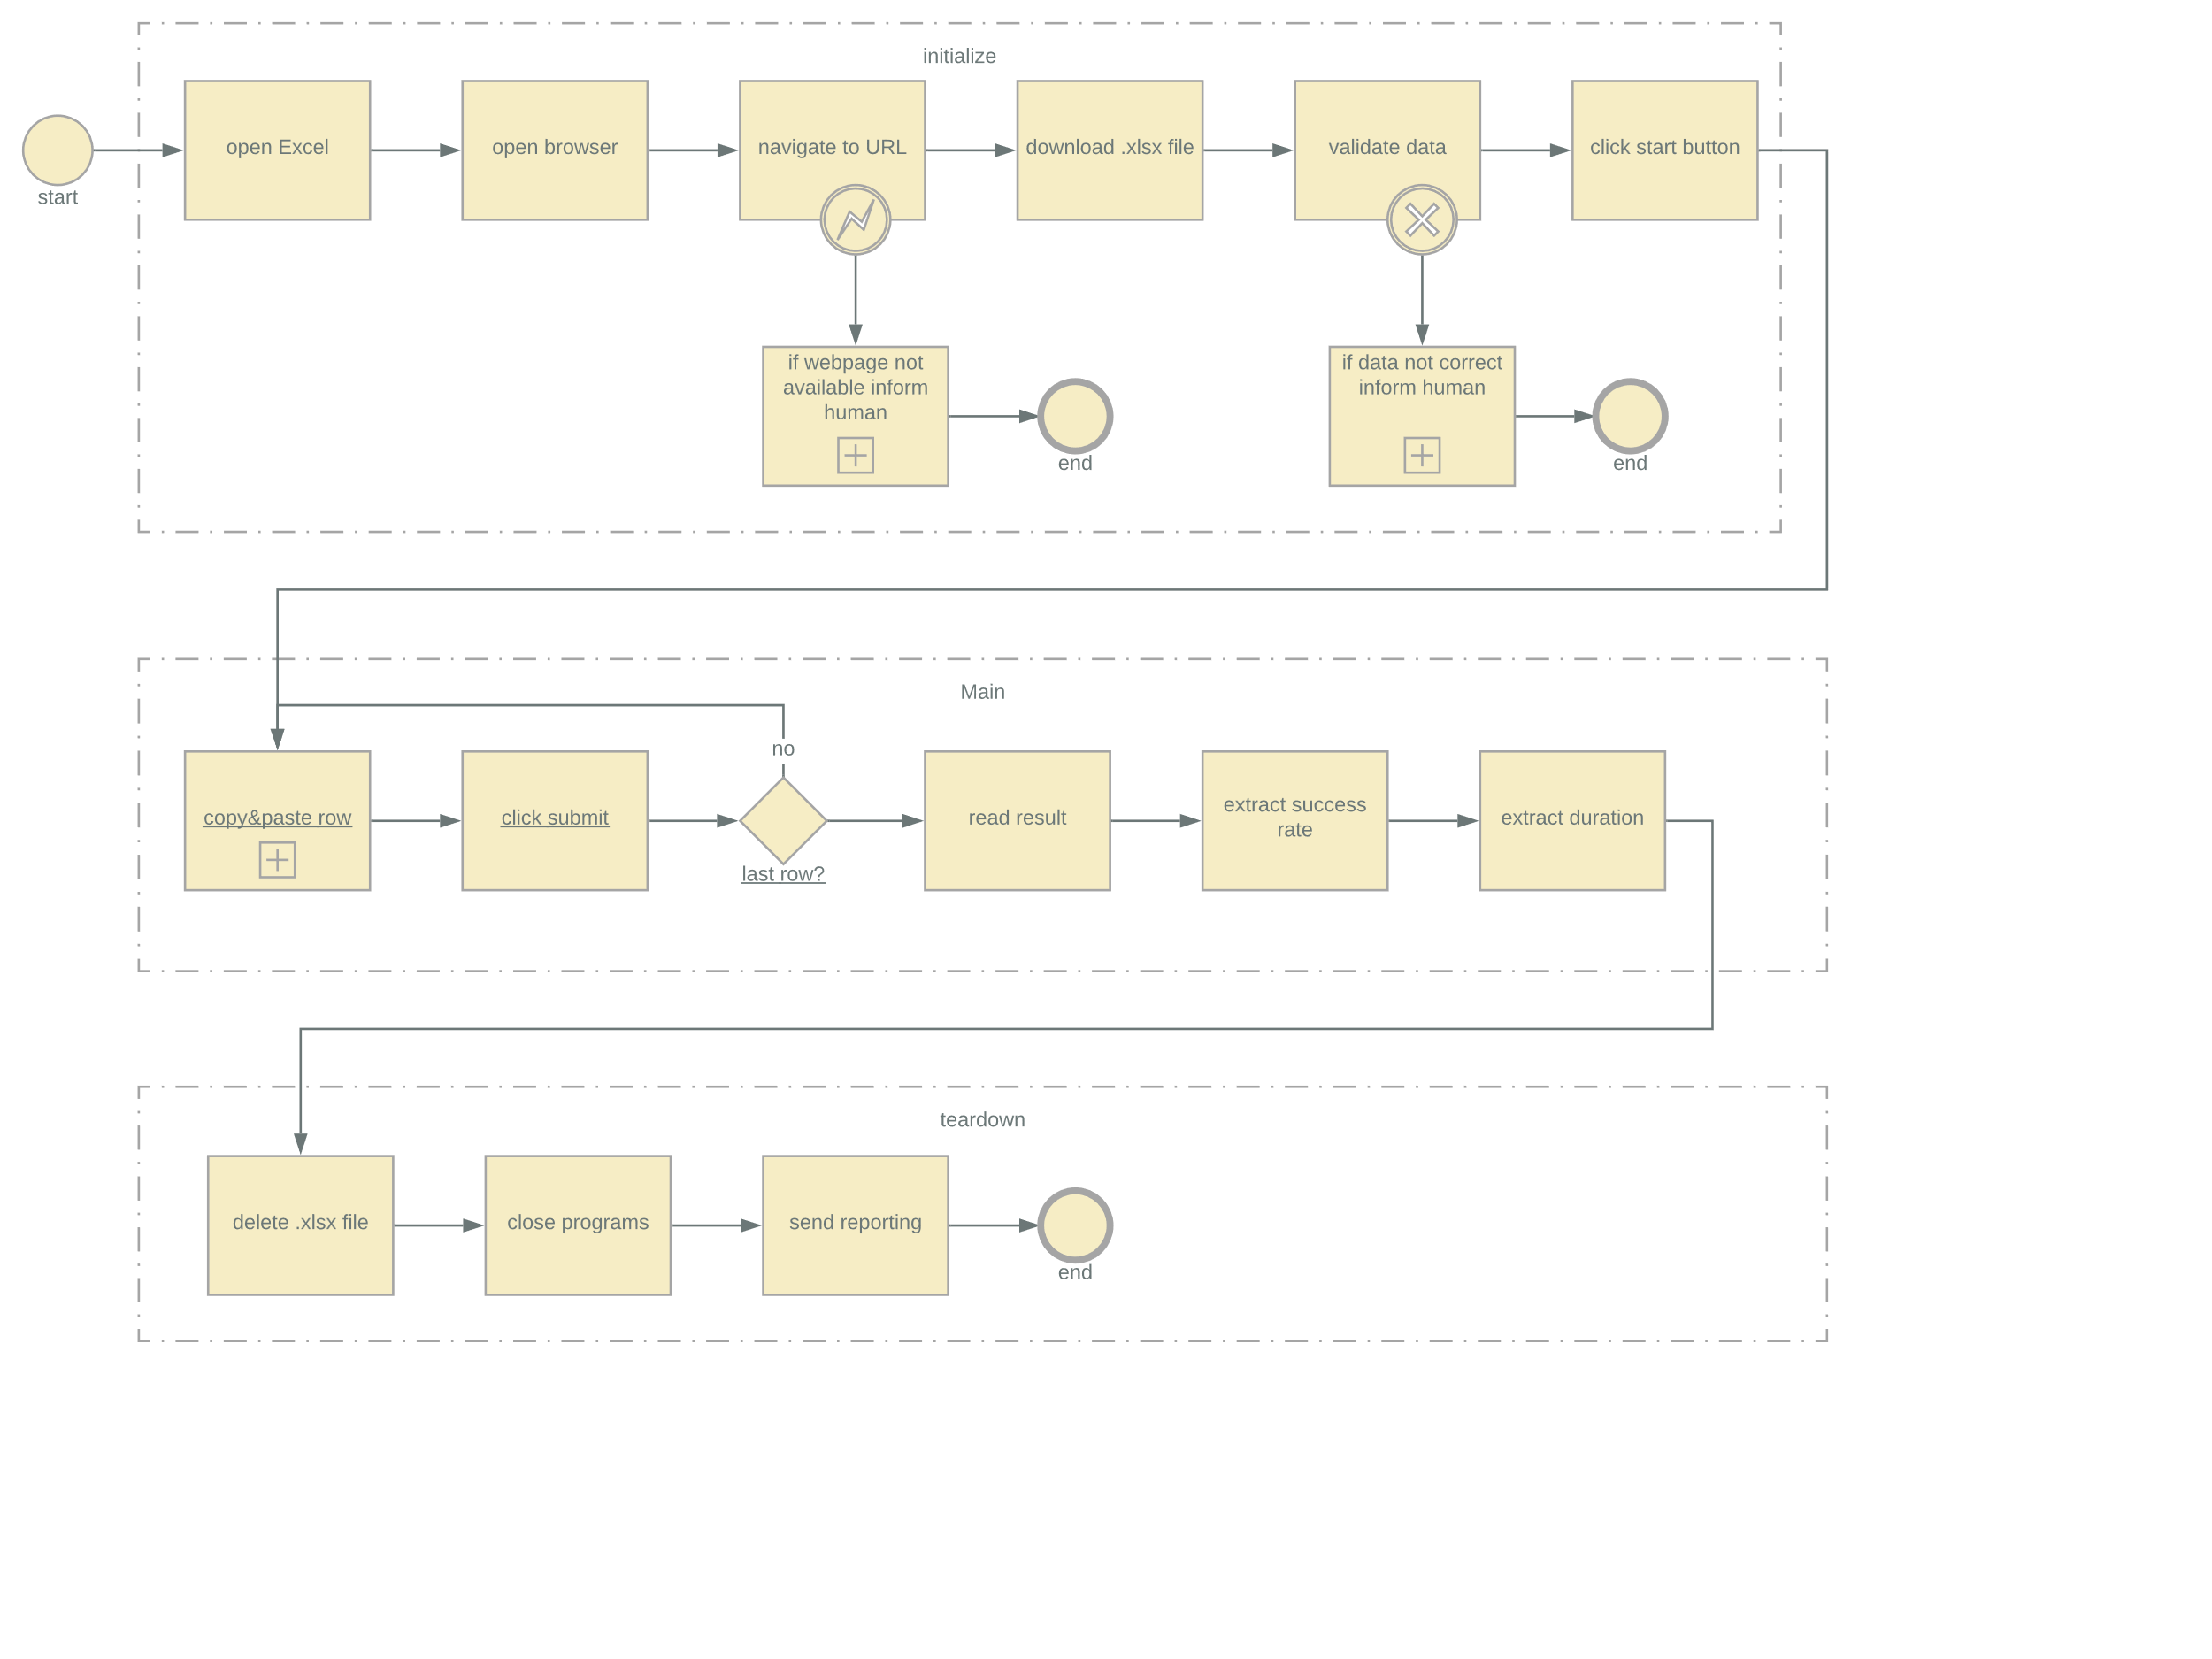 initialize
start
open Excel
open browser
navigate to URL
download .xlsx file
validate data
click start button
if webpage not
available inform
human
end
if data not correct
inform human
end
Main
no
copy&paste row
click submit
last row?
read result
extract success
rate
extract duration
teardown
delete .xlsx file
close programs
send reporting
end